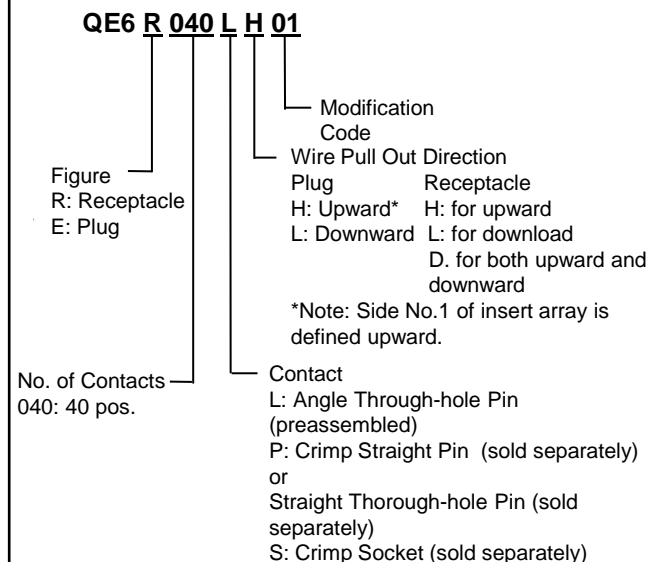 QE6 R 040 L H 01
Modification
Code
Wire Pull Out Direction
Plug Receptacle
H: Upward* H: for upward
L: Downward L: for download
D. for both upward and
downward
*Note: Side No.1 of insert array is
defined upward.
Figure
R: Receptacle
E: Plug
No. of Contacts
040: 40 pos.
Contact
L: Angle Through-hole Pin
(preassembled)
P: Crimp Straight Pin (sold separately)
or
Straight Thorough-hole Pin (sold
separately)
S: Crimp Socket (sold separately)